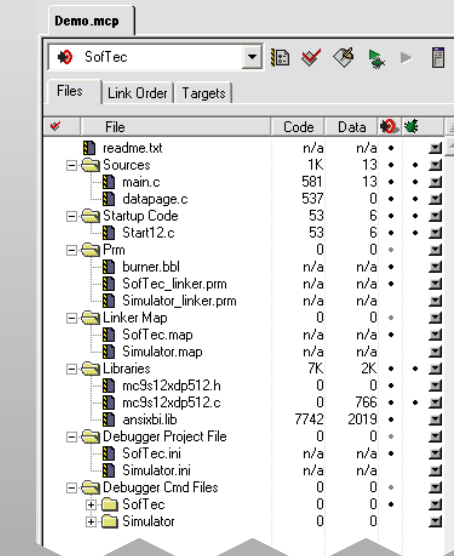 Demo.mcp
SofTec
Files Link Order Targets
File Code Data
readme.txt n/a n/a
Sources 1K 13
main.c 581 13
datapage.c 537 0
Startup Code 53 6
Start12.c 53 6
Prm 0 0
burner.bbl n/a n/a
SofTec_linker.prm n/a n/a
Simulator_linker.prm n/a n/a
Linker Map 0 0
SofTec.map n/a n/a
Simulator.map n/a n/a
Libraries 7K 2K
mc9s12xdp512.h 0 0
mc9s12xdp512.c 0 766
ansixbi.lib 7742 2019
Debugger Project File 0 0
SofTec.ini n/a n/a
Simulator.ini n/a n/a
Debugger Cmd Files 0 0
SofTec 0 0
Simulator 0 0